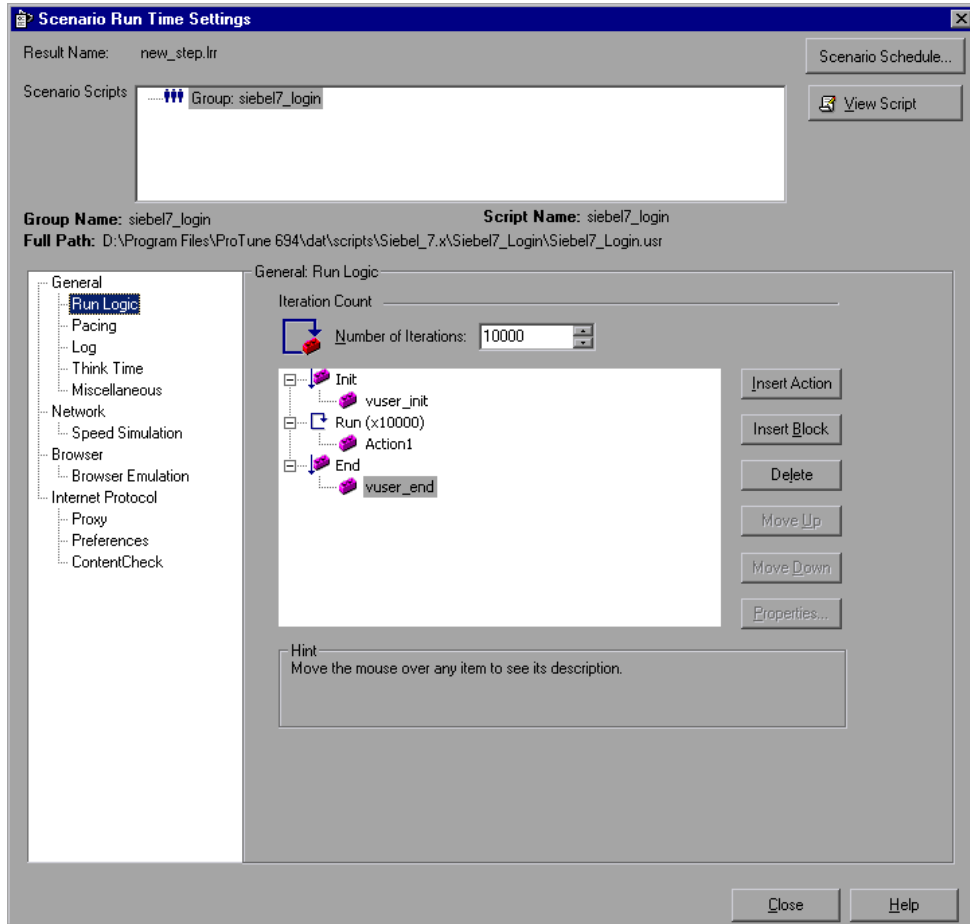 Scenario Run Time Settings
Result Name: new_step.lrr
Scenario Schedule...
Scenario Scripts
Group: siebel7_login
View Script
Group Name: siebel7_login
Script Name: siebel7_login
Full Path: D:\Program Files\ProTune 694\dat\scripts\Siebel_7.x\Siebel7_Login\Siebel7_Login.usr
General
Run Logic
Pacing
Log
Think Time
Miscellaneous
Network
Speed Simulation
Browser
Browser Emulation
Internet Protocol
Proxy
Preferences
ContentCheck
General: Run Logic
Iteration Count
Number of Iterations: 10000
Init
vuser_init
Run (x10000)
Action1
End
vuser_end
Insert Action
Insert Block
Delete
Move Up
Move Down
Properties...
Hint
Move the mouse over any item to see its description.
Close
Help